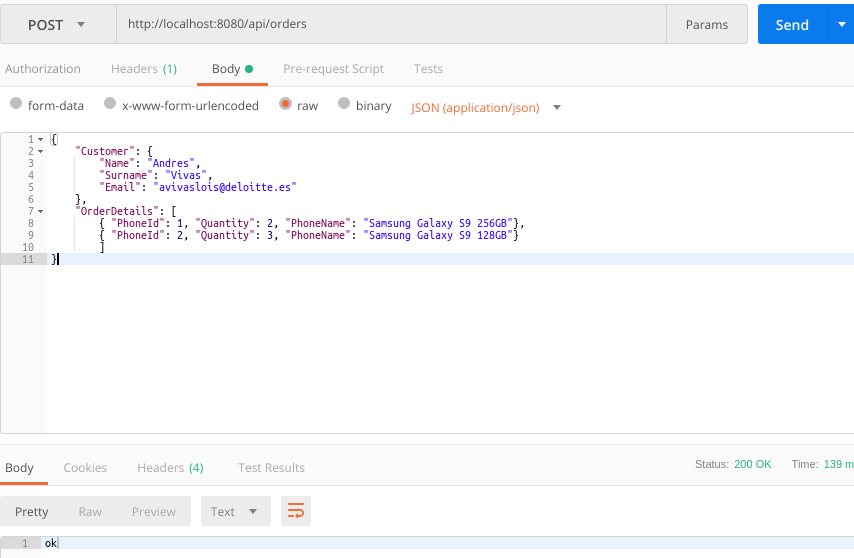 POST http://localhost:8080/api/orders Params Send
Authorization Headers (1) Body Pre-request Script Tests
form-data x-www-form-urlencoded raw binary JSON (application/json)
1 {
2 "Customer": {
3 "Name": "Andres",
4 "Surname": "Vivas",
5 "Email": "avivaslois@deloitte.es"
6 },
7 "OrderDetails": [
8 { "PhoneId": 1, "Quantity": 2, "PhoneName": "Samsung Galaxy S9 256GB"},
9 { "PhoneId": 2, "Quantity": 3, "PhoneName": "Samsung Galaxy S9 128GB"}
10 ]
11 }
Body Cookies Headers (4) Test Results Status: 200 OK Time: 139 m
Pretty Raw Preview Text
1 ok